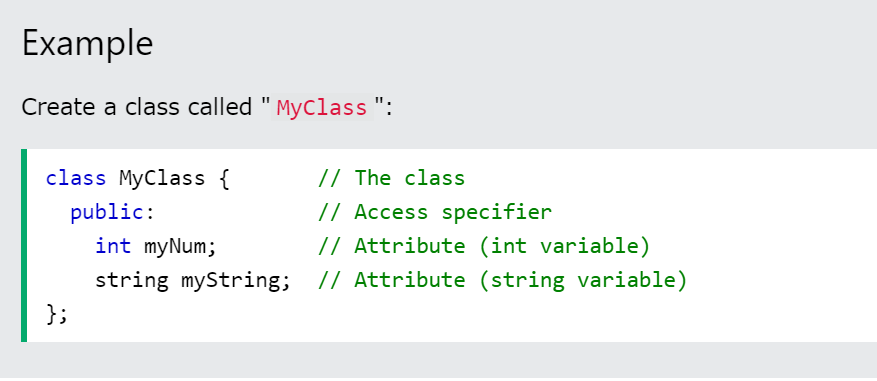 Example
Create a class called "MyClass":
class MyClass {       // The class
  public:             // Access specifier
    int myNum;        // Attribute (int variable)
    string myString;  // Attribute (string variable)
};